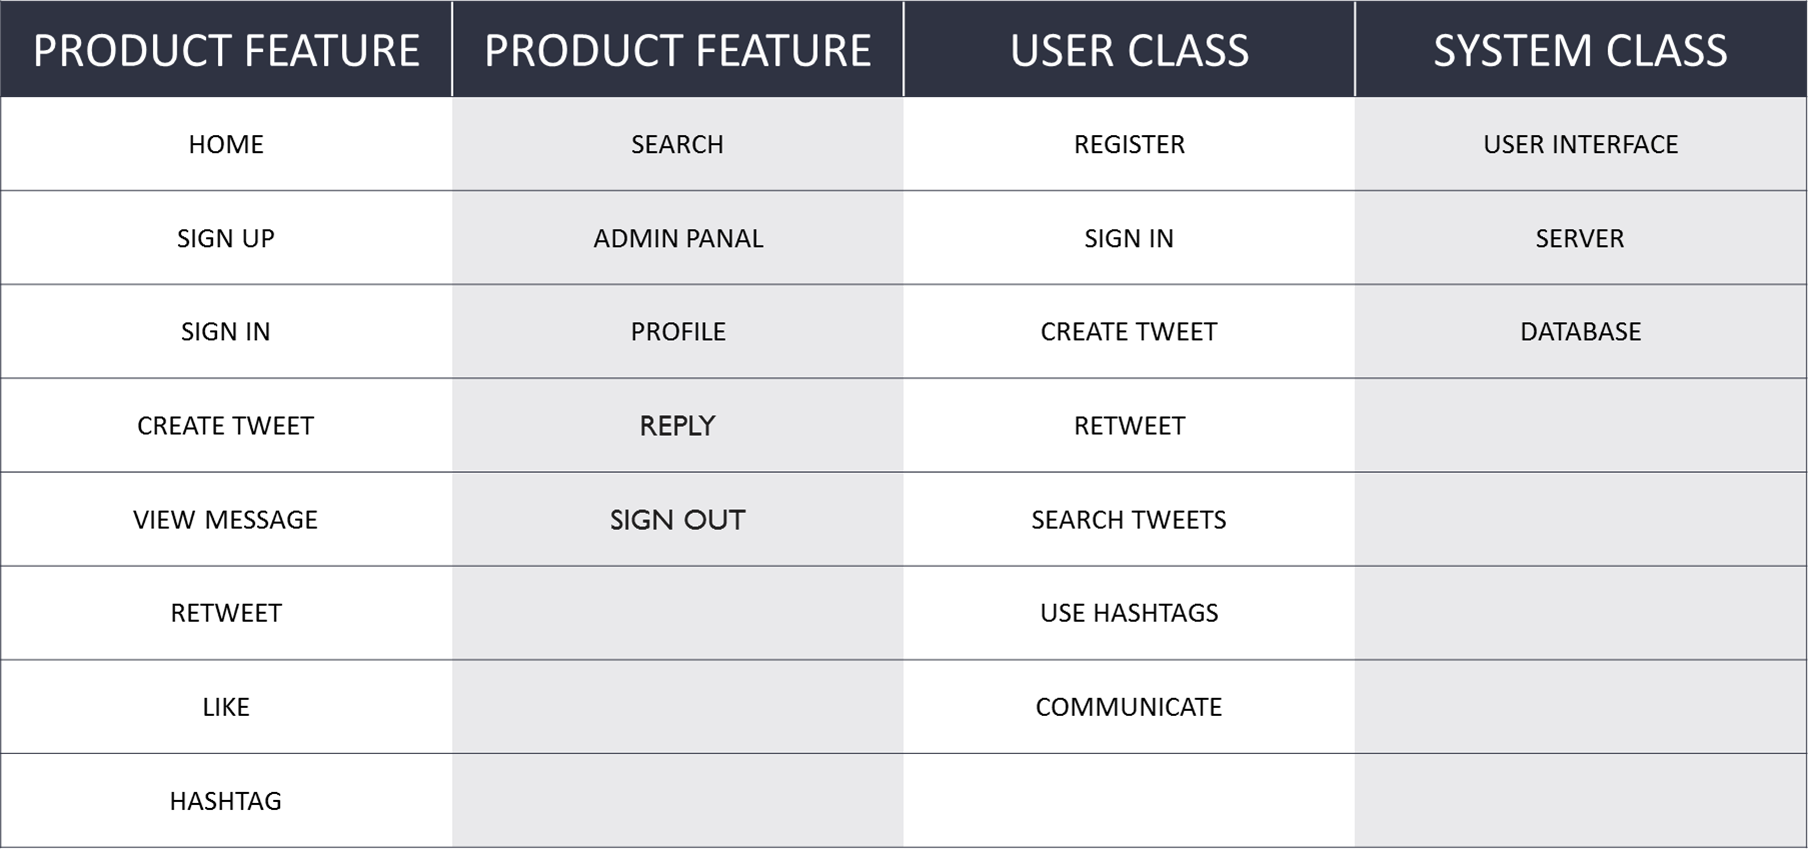 PRODUCT FEATURE PRODUCT FEATURE USER CLASS SYSTEM CLASS
HOME SEARCH REGISTER USER INTERFACE
SIGN UP ADMIN PANAL SIGN IN SERVER
SIGN IN PROFILE CREATE TWEET DATABASE
CREATE TWEET REPLY RETWEET
VIEW MESSAGE SIGN OUT SEARCH TWEETS
RETWEET USE HASHTAGS
LIKE COMMUNICATE
HASHTAG